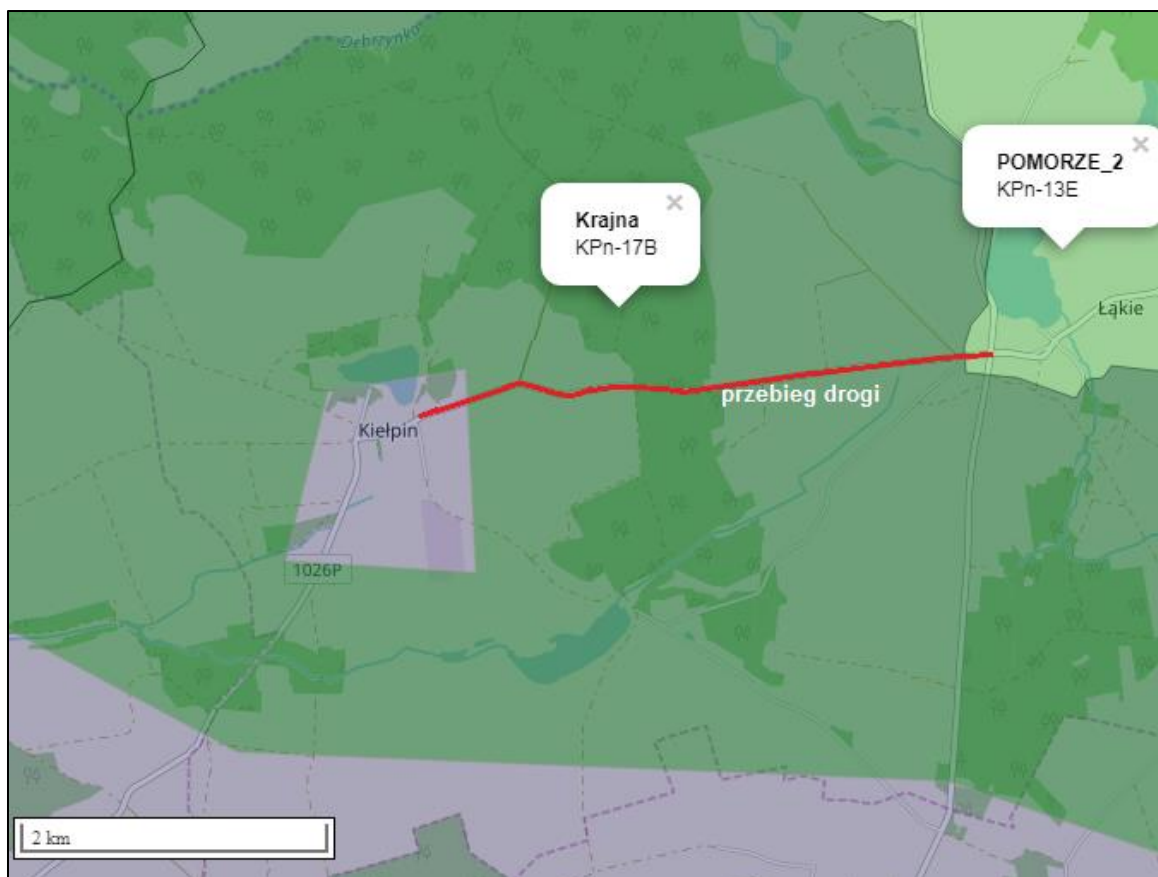 Debrzynka
POMORZE_2
KPn-13E
Krajna
KPn-17B
Łąkie
przebieg drogi
Kiełpin
1026P
2 km